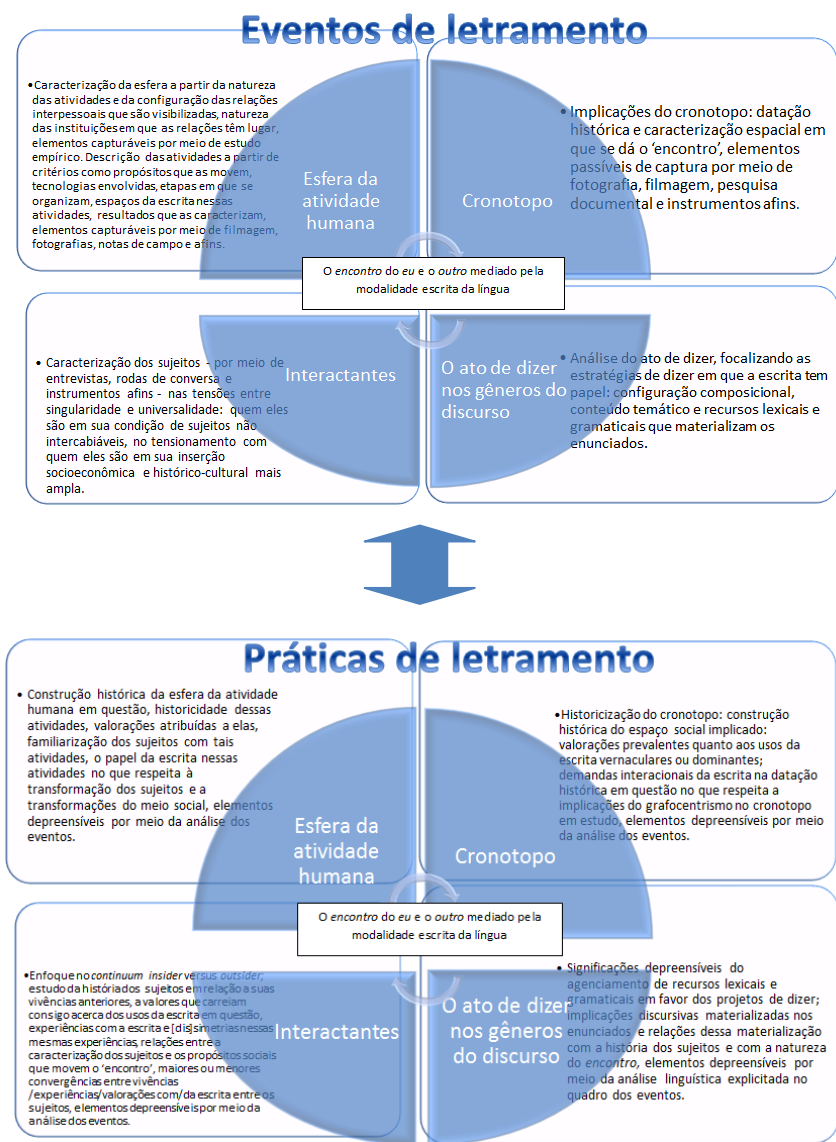 Eventos de letramento
•Caracterização da esfera a partir da natureza
das atividades e da configuração das relações
interpessoais que são visibilizadas, natureza
das instituições em que as relações têm lugar,
elementos capturáveis por meio de estudo
empírico. Descrição das atividades a partir de
critérios como propósitos que as movem,
tecnologias envolvidas, etapas em que se
organizam, espaços da escrita nessas
atividades, resultados que as caracterizam,
elementos capturáveis por meio de filmagem,
fotografias, notas de campo e afins.
Esfera da
atividade
humana
Cronotopo
• Implicações do cronotopo: datação
histórica e caracterização espacial em
que se dá o ‘encontro’, elementos
passíveis de captura por meio de
fotografia, filmagem, pesquisa
documental e instrumentos afins.
O encontro do eu e o outro mediado pela
modalidade escrita da língua
• Caracterização dos sujeitos - por meio de
entrevistas, rodas de conversa e
instrumentos afins - nas tensões entre
singularidade e universalidade: quem eles
são em sua condição de sujeitos não
intercabiáveis, no tensionamento com
quem eles são em sua inserção
socioeconômica e histórico-cultural mais
ampla.
Interactantes
O ato de dizer
nos gêneros do
discurso
• Análise do ato de dizer, focalizando as
estratégias de dizer em que a escrita tem
papel: configuração composicional,
conteúdo temático e recursos lexicais e
gramaticais que materializam os
enunciados.
Práticas de letramento
• Construção histórica da esfera da atividade
humana em questão, historicidade dessas
atividades, valorações atribuídas a elas,
familiarização dos sujeitos com tais
atividades, o papel da escrita nessas
atividades no que respeita à
transformação dos sujeitos e a
transformações do meio social, elementos
depreensíveis por meio da análise dos
eventos.
Esfera da
atividade
humana
Cronotopo
•Historicização do cronotopo: construção
histórica do espaço social implicado:
valorações prevalentes quanto aos usos da
escrita vernaculares ou dominantes;
demandas interacionais da escrita na datação
histórica em questão no que respeita a
implicações do grafocentrismo no cronotopo
em estudo, elementos depreensíveis por meio
da análise dos eventos.
O encontro do eu e o outro mediado pela
modalidade escrita da língua
•Enfoque no continuum insider versus outsider;
estudo da história dos sujeitos em relação a suas
vivências anteriores, a valores que carreiam
consigo acerca dos usos da escrita em questão,
experiências com a escrita e [dis]simetrias nessas
mesmas experiências, relações entre a
caracterização dos sujeitos e os propósitos sociais
que movem o ‘encontro’, maiores ou menores
convergências entre vivências
/experiências/valorações com/da escrita entre os
sujeitos, elementos depreensíveis por meio da
análise dos eventos.
Interactantes
O ato de dizer
nos gêneros
do discurso
• Significações depreensíveis do
agenciamento de recursos lexicais e
gramaticais em favor dos projetos de dizer;
implicações discursivas materializadas nos
enunciados e relações dessa materialização
com a história dos sujeitos e com a natureza
do encontro, elementos depreensíveis por
meio da análise linguística explicitada no
quadro dos eventos.